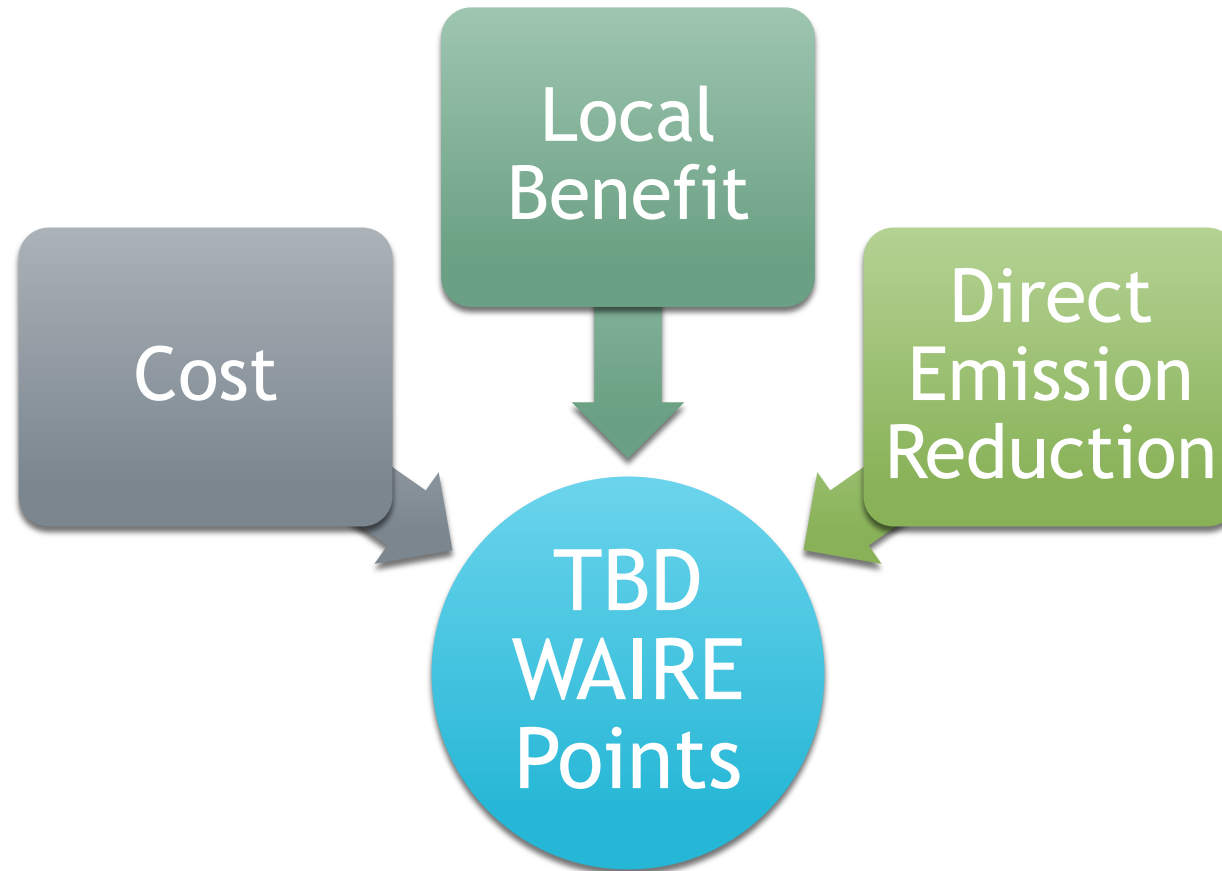 Local
Benefit
Cost
Direct
Emission
Reduction
TBD
WAIRE
Points